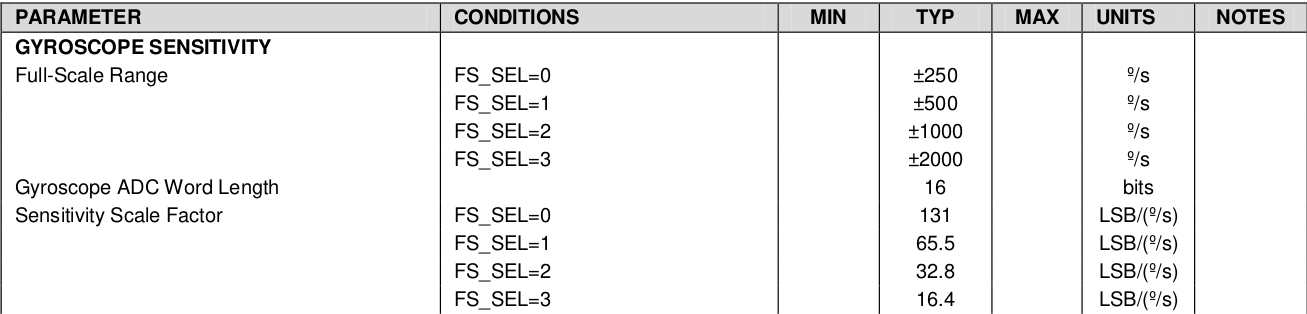 PARAMETER CONDITIONS MIN TYP MAX UNITS NOTES
GYROSCOPE SENSITIVITY
Full-Scale Range FS_SEL=0 ±250 º/s
FS_SEL=1 ±500 º/s
FS_SEL=2 ±1000 º/s
FS_SEL=3 ±2000 º/s
Gyroscope ADC Word Length 16 bits
Sensitivity Scale Factor FS_SEL=0 131 LSB/(º/s)
FS_SEL=1 65.5 LSB/(º/s)
FS_SEL=2 32.8 LSB/(º/s)
FS_SEL=3 16.4 LSB/(º/s)